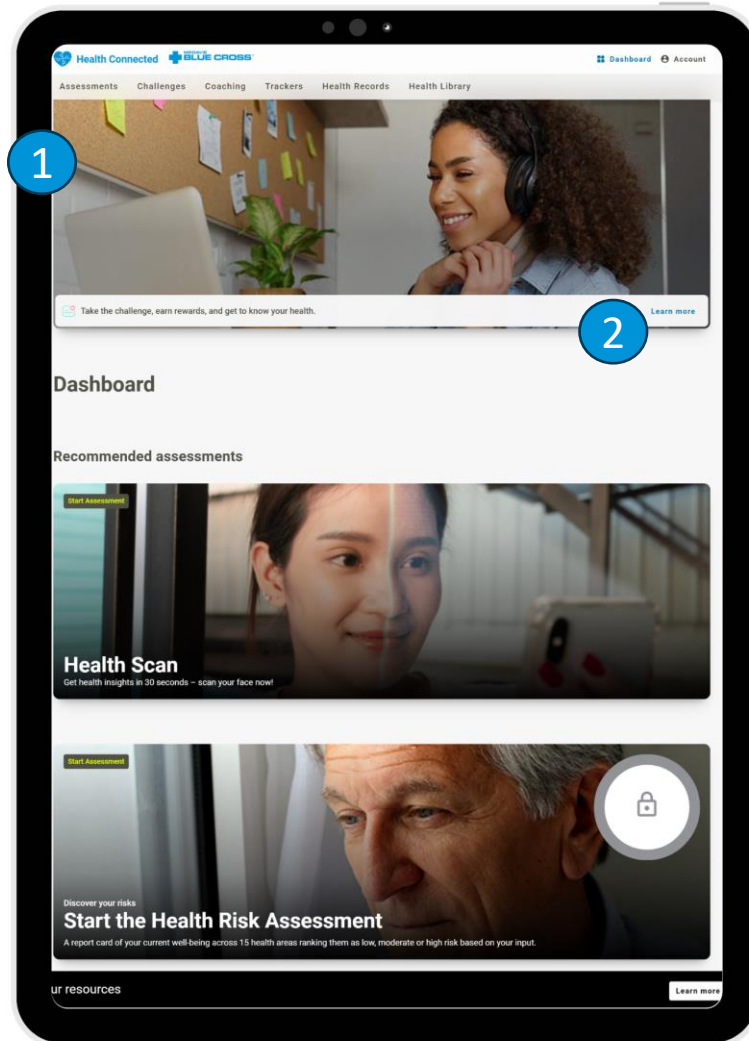 Health Connected MEDAVIE BLUE CROSS
Dashboard Account
Assessments Challenges Coaching Trackers Health Records Health Library
1
Take the challenge, earn rewards, and get to know your health.
2
Learn more
Dashboard
Recommended assessments
Start Assessment
Health Scan
Get health insights in 30 seconds – scan your face now!
Start Assessment
Discover your risks
Start the Health Risk Assessment
A report card of your current well-being across 15 health areas ranking them as low, moderate or high risk based on your input.
ur resources
Learn more